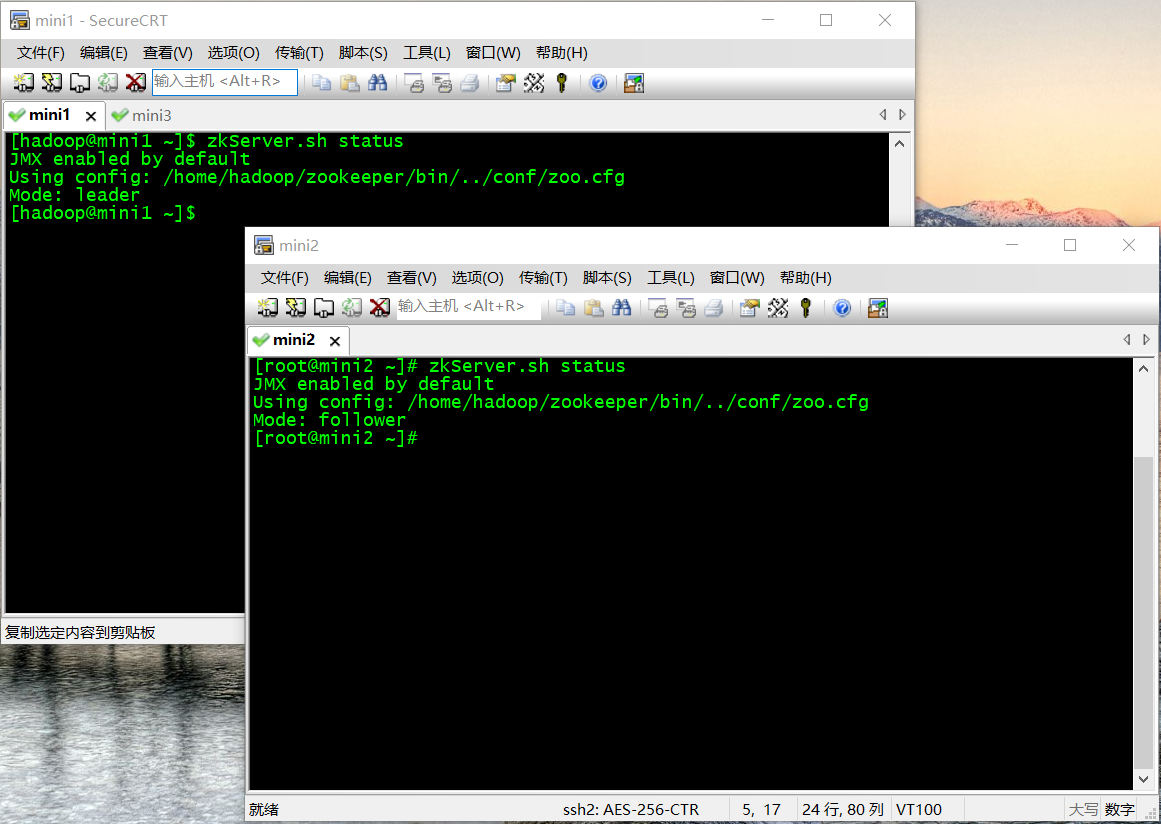 mini1 - SecureCRT
文件(F) 编辑(E) 查看(V) 选项(O) 传输(T) 脚本(S) 工具(L) 窗口(W) 帮助(H)
输入主机 <Alt+R>
mini1 mini3
[hadoop@mini1 ~]$ zkServer.sh status
JMX enabled by default
Using config: /home/hadoop/zookeeper/bin/../conf/zoo.cfg
Mode: leader
[hadoop@mini1 ~]$
复制选定内容到剪贴板
mini2
文件(F) 编辑(E) 查看(V) 选项(O) 传输(T) 脚本(S) 工具(L) 窗口(W) 帮助(H)
输入主机 <Alt+R>
mini2
[root@mini2 ~]# zkServer.sh status
JMX enabled by default
Using config: /home/hadoop/zookeeper/bin/../conf/zoo.cfg
Mode: follower
[root@mini2 ~]#
就绪 ssh2: AES-256-CTR 5, 17 24 行, 80 列 VT100 大写 数字